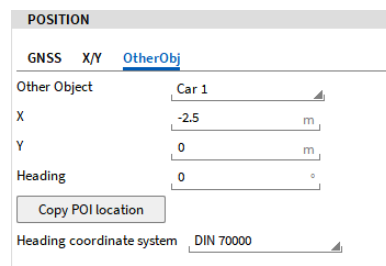 POSITION
GNSS X/Y OtherObj
Other Object Car 1
X -2.5 m
Y 0 m
Heading 0 °
Copy POI location
Heading coordinate system DIN 70000